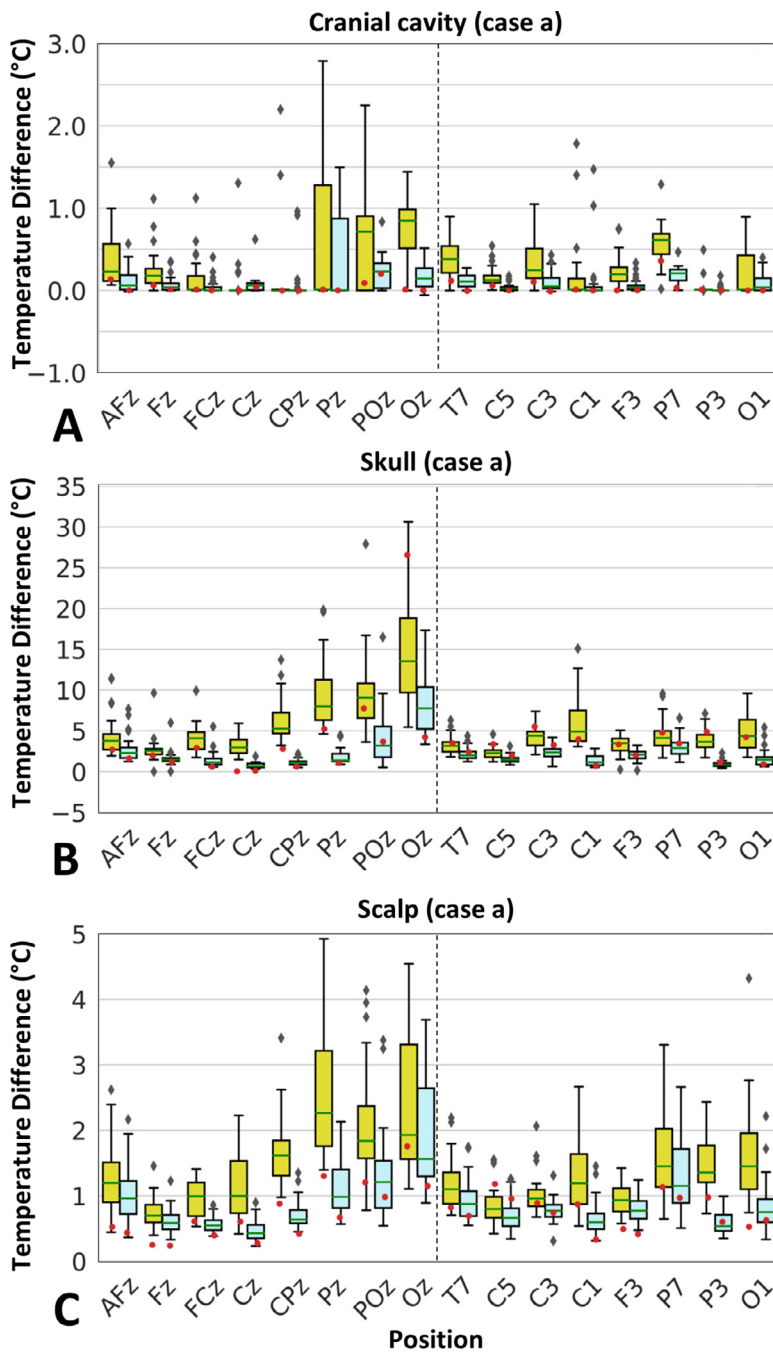 Cranial cavity (case a)
Temperature Difference (°C)
3.0
2.0
1.0
0.0
−1.0
AFz Fz FCz Cz CPz Pz POz Oz T7 C5 C3 C1 F3 P7 P3 O1
A
Skull (case a)
Temperature Difference (°C)
35
30
25
20
15
10
5
0
−5
AFz Fz FCz Cz CPz Pz POz Oz T7 C5 C3 C1 F3 P7 P3 O1
B
Scalp (case a)
Temperature Difference (°C)
5
4
3
2
1
0
AFz Fz FCz Cz CPz Pz POz Oz T7 C5 C3 C1 F3 P7 P3 O1
C
Position